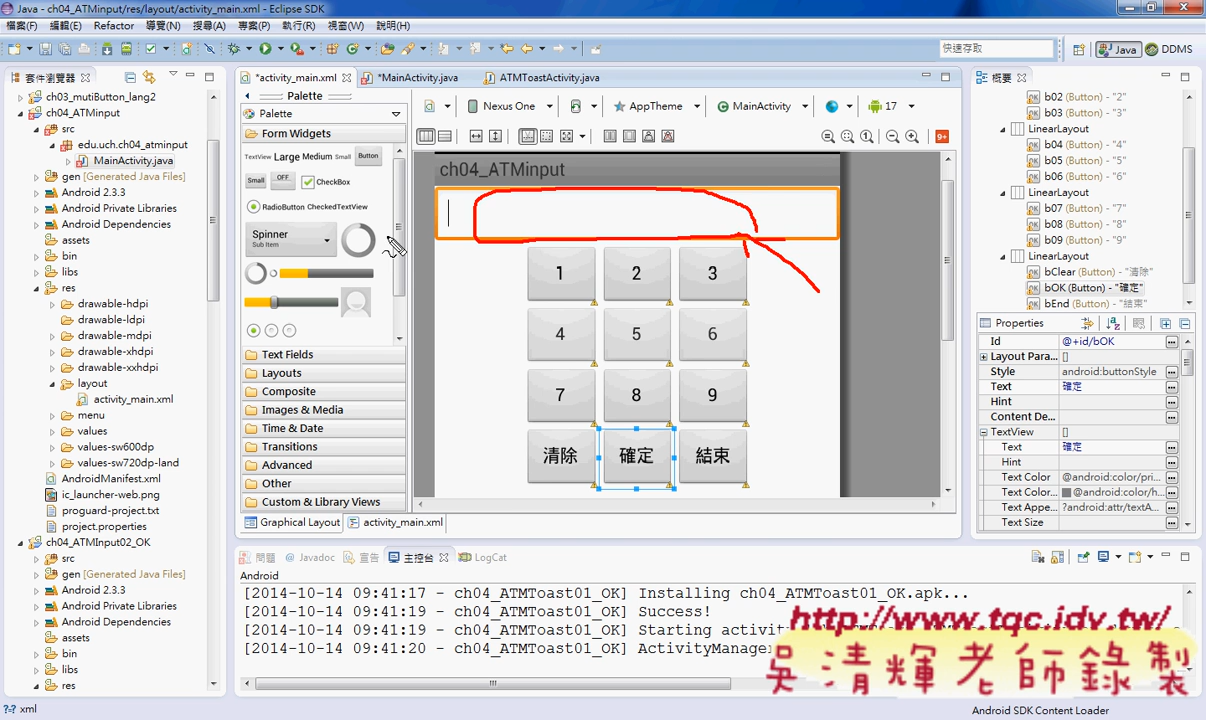 Java - ch04_ATMinput/res/layout/activity_main.xml - Eclipse SDK
檔案(F) 編輯(E) Refactor 導覽(N) 搜尋(A) 專案(P) 執行(R) 視窗(W) 說明(H)
快速存取
Java
DDMS
套件瀏覽器
ch03_mutiButton_lang2
ch04_ATMinput
src
edu.uch.ch04_atminput
MainActivity.java
gen [Generated Java Files]
Android 2.3.3
Android Private Libraries
Android Dependencies
assets
bin
libs
res
drawable-hdpi
drawable-ldpi
drawable-mdpi
drawable-xhdpi
drawable-xxhdpi
layout
activity_main.xml
menu
values
values-sw600dp
values-sw720dp-land
AndroidManifest.xml
ic_launcher-web.png
proguard-project.txt
project.properties
ch04_ATMInput02_OK
src
gen [Generated Java Files]
Android 2.3.3
Android Private Libraries
Android Dependencies
assets
bin
libs
res
*activity_main.xml
*MainActivity.java
ATMToastActivity.java
Palette
Palette
Form Widgets
TextView Large Medium Small Button
Small OFF CheckBox
RadioButton CheckedTextView
Spinner
Sub Item
Text Fields
Layouts
Composite
Images & Media
Time & Date
Transitions
Advanced
Other
Custom & Library Views
Graphical Layout
activity_main.xml
Nexus One
AppTheme
MainActivity
17
9+
ch04_ATMinput
1 2 3
4 5 6
7 8 9
清除 確定 結束
概要
b02 (Button) - "2"
b03 (Button) - "3"
LinearLayout
b04 (Button) - "4"
b05 (Button) - "5"
b06 (Button) - "6"
LinearLayout
b07 (Button) - "7"
b08 (Button) - "8"
b09 (Button) - "9"
LinearLayout
bClear (Button) - "清除"
bOK (Button) - "確定"
bEnd (Button) - "結束"
Properties
Id @+id/bOK
Layout Para... []
Style android:buttonStyle
Text 確定
Hint
Content De...
TextView []
Text 確定
Hint
Text Color @android:color/pri...
Text Color... @android:color/h...
Text Appe... ?android:attr/textA...
Text Size
問題
@ Javadoc
宣告
主控台
LogCat
Android
[2014-10-14 09:41:17 - ch04_ATMToast01_OK] Installing ch04_ATMToast01_OK.apk...
[2014-10-14 09:41:19 - ch04_ATMToast01_OK] Success!
[2014-10-14 09:41:19 - ch04_ATMToast01_OK] Starting activit
[2014-10-14 09:41:20 - ch04_ATMToast01_OK] ActivityManager
http://www.tqc.idv.tw/
吳清輝老師錄製
xml
Android SDK Content Loader